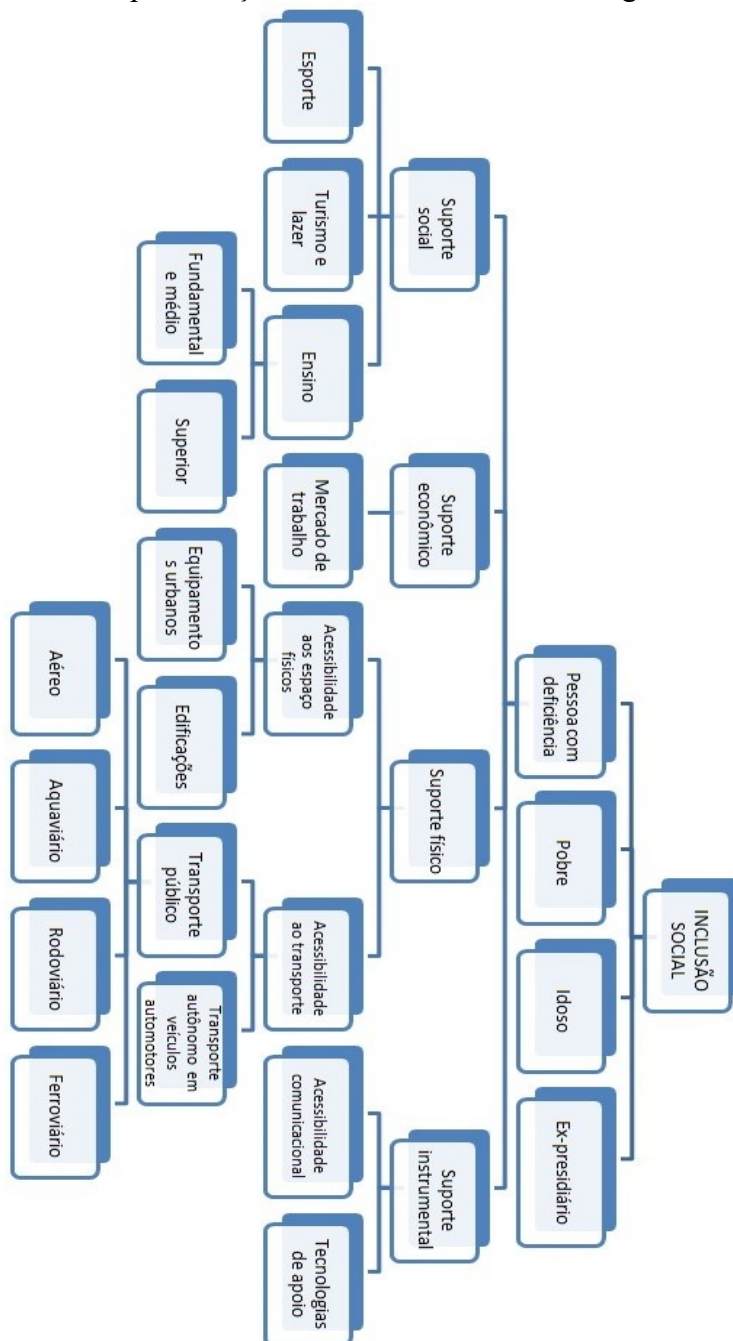 INCLUSÃO
SOCIAL
Pessoa com
deficiência
Pobre
Idoso
Ex-presidiário
Suporte
social
Suporte
econômico
Suporte físico
Suporte
instrumental
Esporte
Turismo e
lazer
Ensino
Mercado de
trabalho
Acessibilidade
aos espaço
físicos
Acessibilidade
ao transporte
Acessibilidade
comunicacional
Tecnologias
de apoio
Fundamental
e médio
Superior
Equipamento
s urbanos
Edificações
Transporte
público
Transporte
autônomo em
veículos
automotores
Aéreo
Aquaviário
Rodoviário
Ferroviário